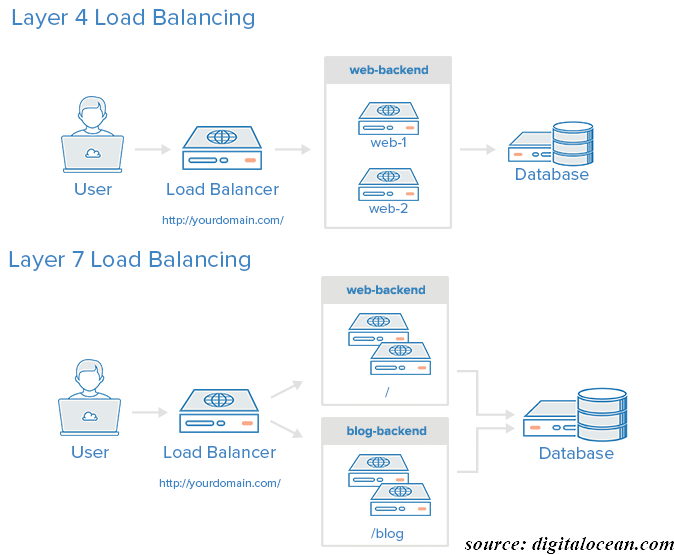 Layer 4 Load Balancing
web-backend
web-1
web-2
User
Load Balancer
Database
http://yourdomain.com/
Layer 7 Load Balancing
web-backend
/
blog-backend
/blog
User
Load Balancer
Database
http://yourdomain.com/
source: digitalocean.com